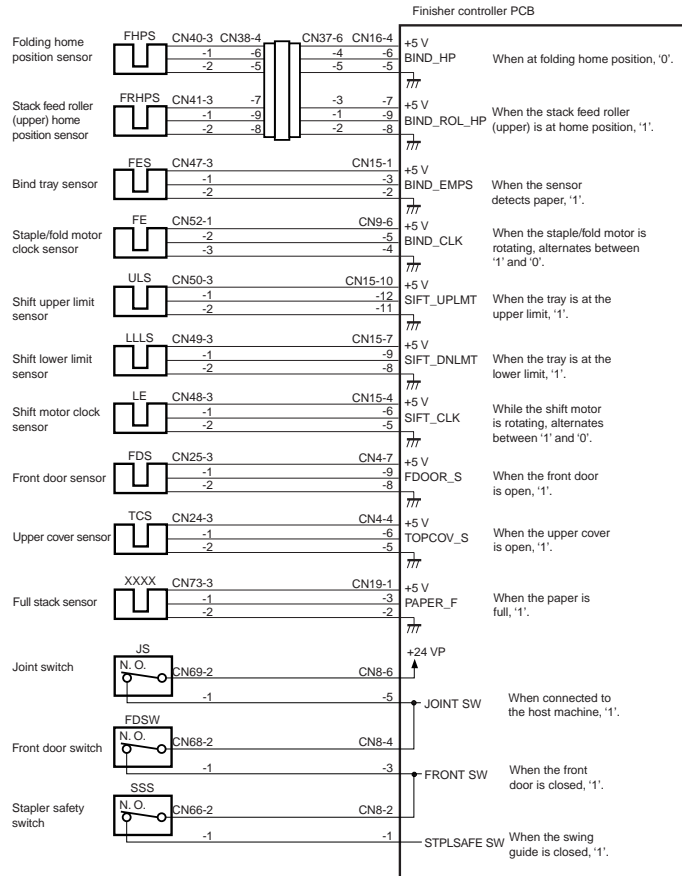 Finisher controller PCB
Folding home
position sensor
FHPS
CN40-3 CN38-4 CN37-6 CN16-4
-1 -6 -4 -6
-2 -5 -5 -5
+5 V
BIND_HP
When at folding home position, ‘0’.
Stack feed roller
(upper) home
position sensor
FRHPS
CN41-3 -7 -3 -7
-1 -9 -1 -9
-2 -8 -2 -8
+5 V
BIND_ROL_HP
When the stack feed roller
(upper) is at home position, ‘1’.
Bind tray sensor
FES
CN47-3 CN15-1
-1 -3
-2 -2
+5 V
BIND_EMPS
When the sensor
detects paper, ‘1’.
Staple/fold motor
clock sensor
FE
CN52-1 CN9-6
-2 -5
-3 -4
+5 V
BIND_CLK
When the staple/fold motor is
rotating, alternates between
‘1’ and ‘0’.
Shift upper limit
sensor
ULS
CN50-3 CN15-10
-1 -12
-2 -11
+5 V
SIFT_UPLMT
When the tray is at the
upper limit, ‘1’.
Shift lower limit
sensor
LLLS
CN49-3 CN15-7
-1 -9
-2 -8
+5 V
SIFT_DNLMT
When the tray is at the
lower limit, ‘1’.
Shift motor clock
sensor
LE
CN48-3 CN15-4
-1 -6
-2 -5
+5 V
SIFT_CLK
While the shift motor
is rotating, alternates
between ‘1’ and ‘0’.
Front door sensor
FDS
CN25-3 CN4-7
-1 -9
-2 -8
+5 V
FDOOR_S
When the front door
is open, ‘1’.
Upper cover sensor
TCS
CN24-3 CN4-4
-1 -6
-2 -5
+5 V
TOPCOV_S
When the upper cover
is open, ‘1’.
Full stack sensor
XXXX
CN73-3 CN19-1
-1 -3
-2 -2
+5 V
PAPER_F
When the paper is
full, ‘1’.
Joint switch
JS
N. O.
CN69-2 CN8-6
-1 -5
+24 VP
JOINT SW
When connected to
the host machine, ‘1’.
Front door switch
FDSW
N. O.
CN68-2 CN8-4
-1 -3
FRONT SW
When the front
door is closed, ‘1’.
Stapler safety
switch
SSS
N. O.
CN66-2 CN8-2
-1 -1
STPLSAFE SW
When the swing
guide is closed, ‘1’.